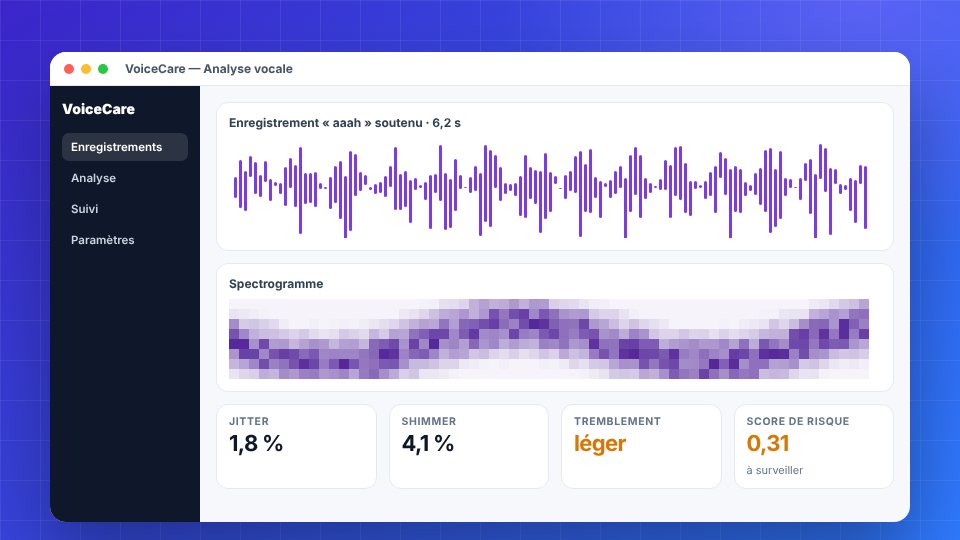 VoiceCare — Analyse vocale
VoiceCare
Enregistrements
Analyse
Suivi
Paramètres
Enregistrement « aaah » soutenu · 6,2 s
Spectrogramme
JITTER
1,8 %
SHIMMER
4,1 %
TREMBLEMENT
léger
SCORE DE RISQUE
0,31
à surveiller